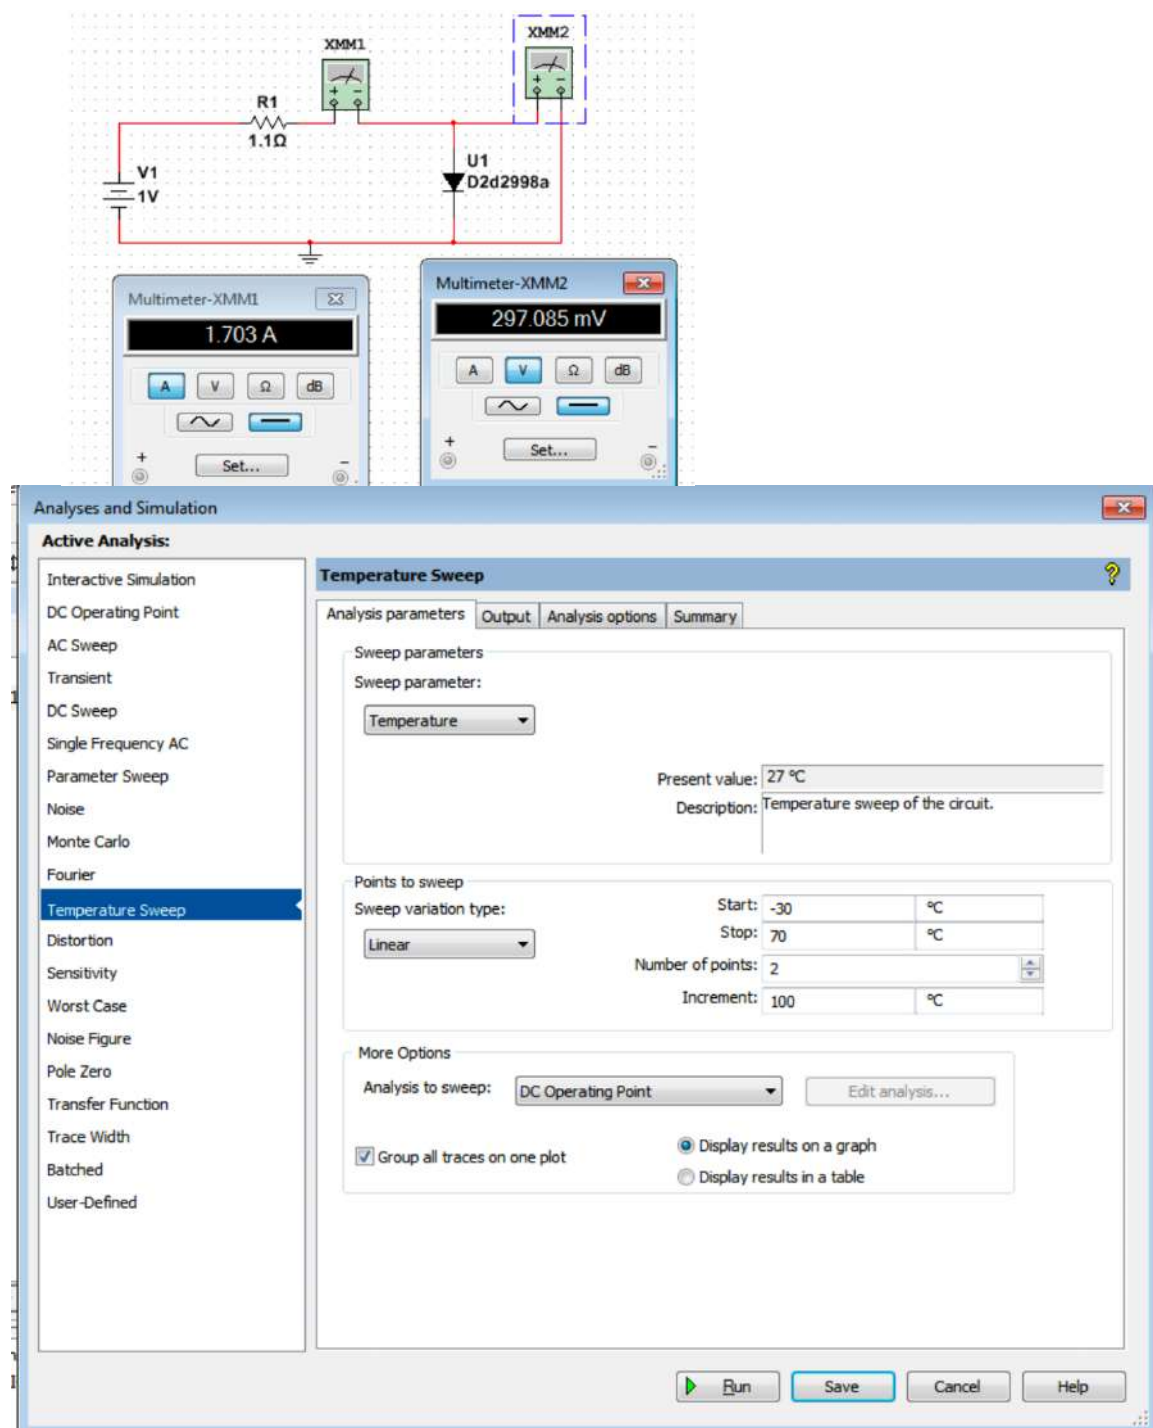 XMM1
XMM2
R1
1.1Ω
V1
1V
U1
D2d2998a
Multimeter-XMM1
1.703 A
A V Ω dB
+ Set... -
Multimeter-XMM2
297.085 mV
A V Ω dB
+ Set... -
Analyses and Simulation
Active Analysis:
Interactive Simulation
DC Operating Point
AC Sweep
Transient
DC Sweep
Single Frequency AC
Parameter Sweep
Noise
Monte Carlo
Fourier
Temperature Sweep
Distortion
Sensitivity
Worst Case
Noise Figure
Pole Zero
Transfer Function
Trace Width
Batched
User-Defined
Temperature Sweep
Analysis parameters Output Analysis options Summary
Sweep parameters
Sweep parameter:
Temperature
Present value: 27 °C
Description: Temperature sweep of the circuit.
Points to sweep
Sweep variation type:
Linear
Start: -30 °C
Stop: 70 °C
Number of points: 2
Increment: 100 °C
More Options
Analysis to sweep: DC Operating Point Edit analysis...
Group all traces on one plot
Display results on a graph
Display results in a table
Run Save Cancel Help